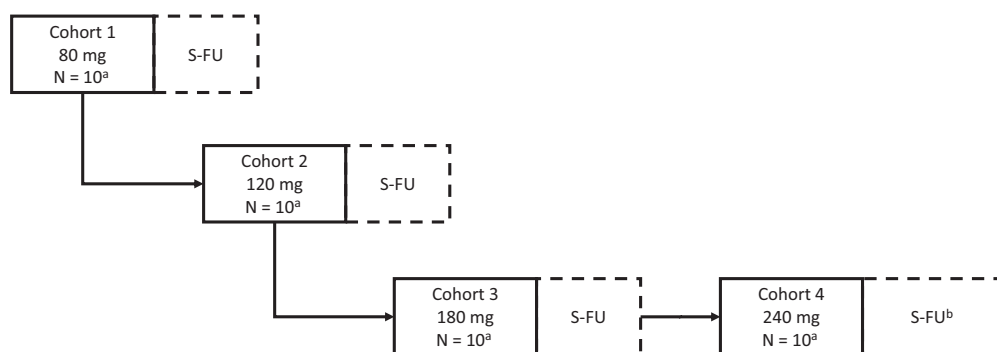 Cohort 1
80 mg
N = 10ᵃ
S-FU
Cohort 2
120 mg
N = 10ᵃ
S-FU
Cohort 3
180 mg
N = 10ᵃ
S-FU
Cohort 4
240 mg
N = 10ᵃ
S-FUᵇ